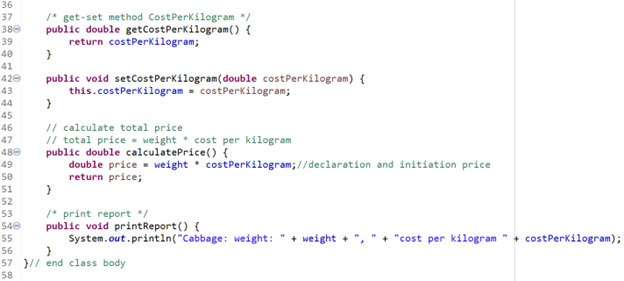 36
37 /* get-set method CostPerKilogram */
38 public double getCostPerKilogram() {
39 return costPerKilogram;
40 }
41
42 public void setCostPerKilogram(double costPerKilogram) {
43 this.costPerKilogram = costPerKilogram;
44 }
45
46 // calculate total price
47 // total price = weight * cost per kilogram
48 public double calculatePrice() {
49 double price = weight * costPerKilogram;//declaration and initiation price
50 return price;
51 }
52
53 /* print report */
54 public void printReport() {
55 System.out.println("Cabbage: weight: " + weight + ", " + "cost per kilogram " + costPerKilogram);
56 }
57 }// end class body
58